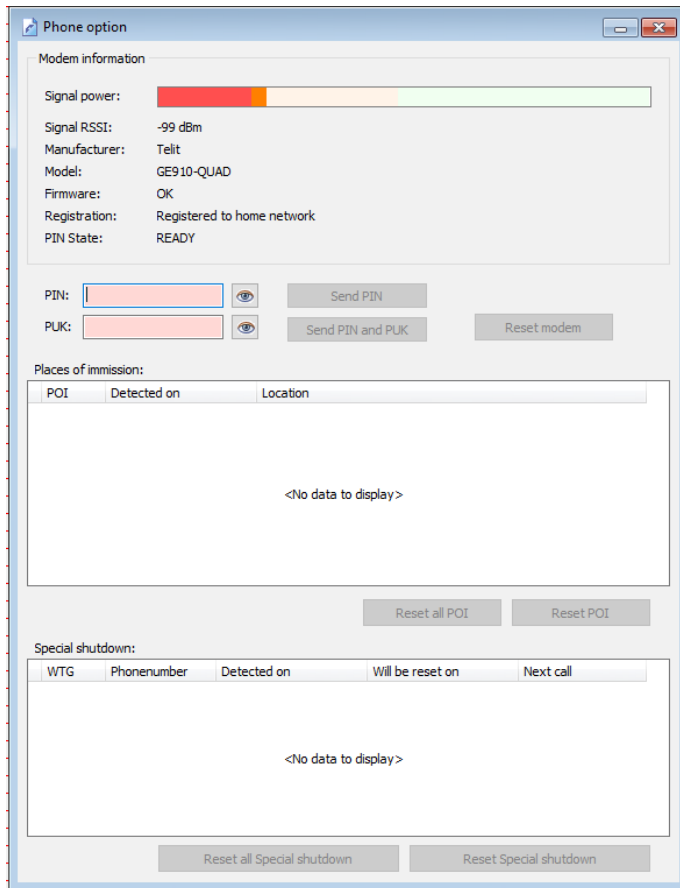 Phone option
Modem information
Signal power:
Signal RSSI: -99 dBm
Manufacturer: Telit
Model: GE910-QUAD
Firmware: OK
Registration: Registered to home network
PIN State: READY
PIN: Send PIN
PUK: Send PIN and PUK Reset modem
Places of immission:
POI Detected on Location
<No data to display>
Reset all POI Reset POI
Special shutdown:
WTG Phonenumber Detected on Will be reset on Next call
<No data to display>
Reset all Special shutdown Reset Special shutdown